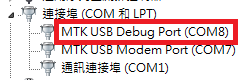 連接埠 (COM 和 LPT)
MTK USB Debug Port (COM8)
MTK USB Modem Port (COM7)
通訊連接埠 (COM1)